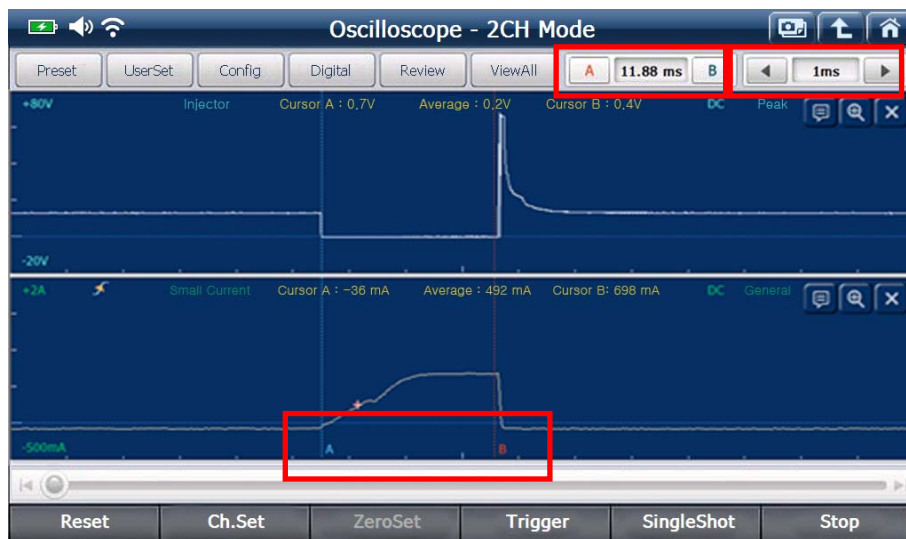 Oscilloscope - 2CH Mode
Preset UserSet Config Digital Review ViewAll A 11.88 ms B 1ms
+80V Injector Cursor A : 0,7V Average : 0,2V Cursor B : 0,4V DC Peak
-20V
+2A Small Current Cursor A : -36 mA Average : 492 mA Cursor B: 698 mA DC General
-500mA A B
Reset Ch.Set ZeroSet Trigger SingleShot Stop